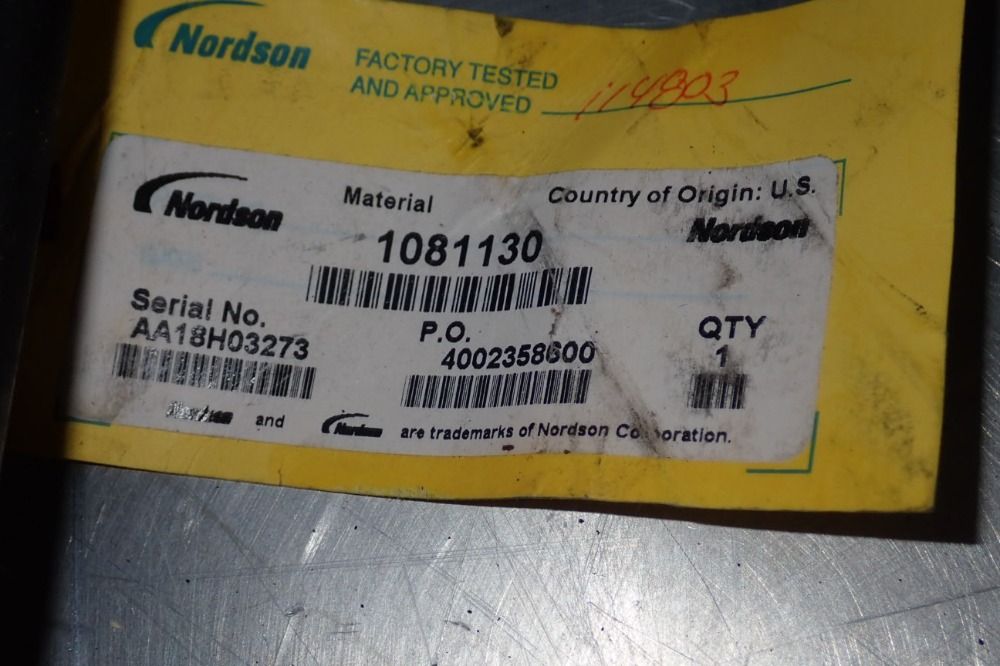 Nordson
FACTORY TESTED
AND APPROVED
114803
Nordson
Material
Country of Origin: U.S.
Nordson
1081130
Serial No.
AA18H03273
P.O.
4002358600
QTY
1
Nordson and Nordson are trademarks of Nordson Corporation.